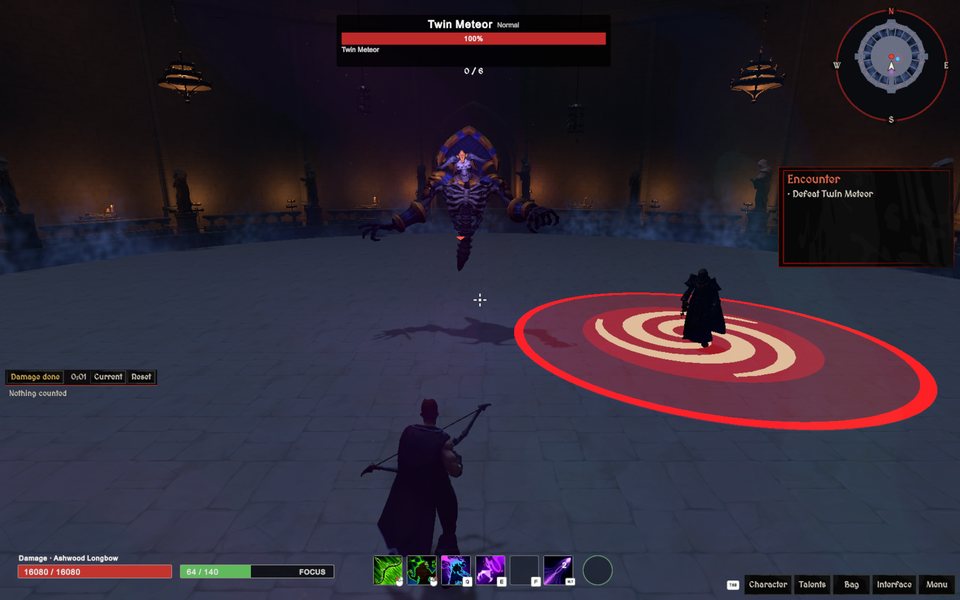 Twin Meteor Normal
100%
Twin Meteor
0 / 6
N
W
E
S
Encounter
· Defeat Twin Meteor
Damage done 0:01 Current Reset
Nothing counted
Damage · Ashwood Longbow
16080 / 16080
64 / 140 FOCUS
Q
E
F
TAB
Character
Talents
Bag
Interface
Menu